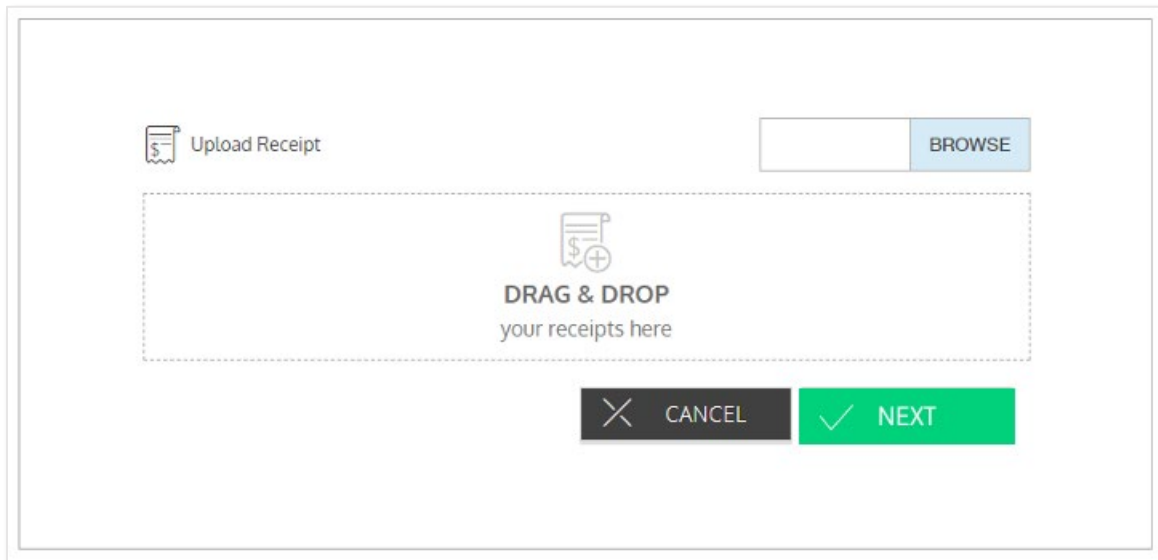 Upload Receipt
BROWSE
$
$
DRAG & DROP
your receipts here
CANCEL
NEXT